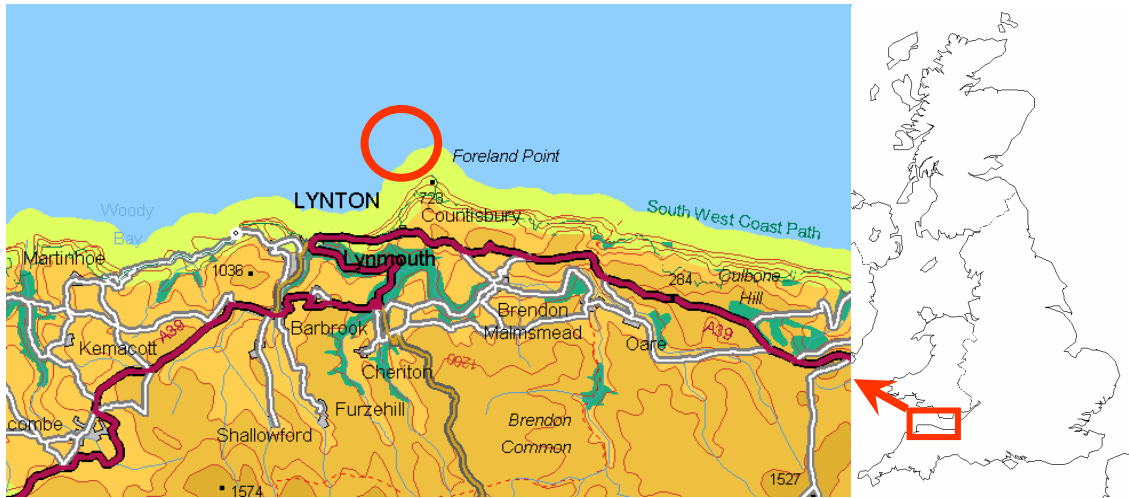 Foreland Point
LYNTON
728
Woody
Bay
Countisbury
South West Coast Path
Martinhoe
1036
Lynmouth
284
Culbone
Hill
Brendon
Barbrook
Malmsmead
A39
A39
Oare
Kemacott
1200
Cheriton
Furzehill
combe
Shallowford
Brendon
Common
1574
1527